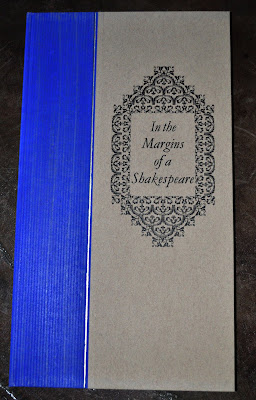 In the
Margins
of a
Shakespeare